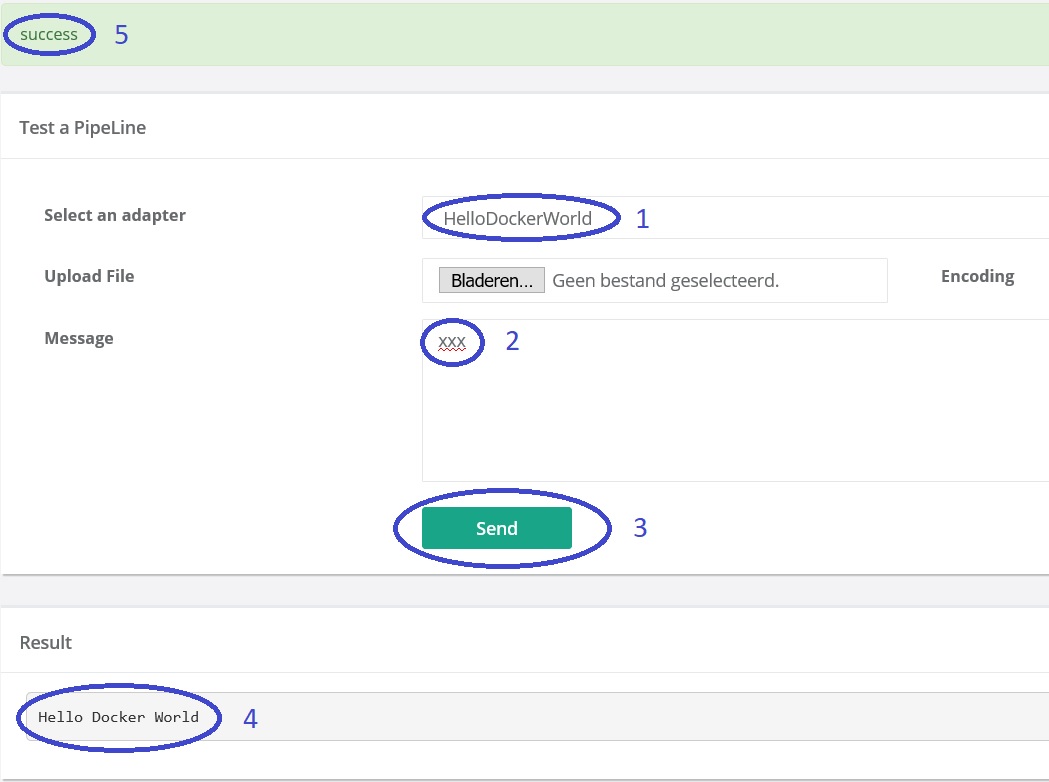 success 5
Test a PipeLine
Select an adapter HelloDockerWorld 1
Upload File Bladeren... Geen bestand geselecteerd. Encoding
Message xxx 2
Send 3
Result
Hello Docker World 4